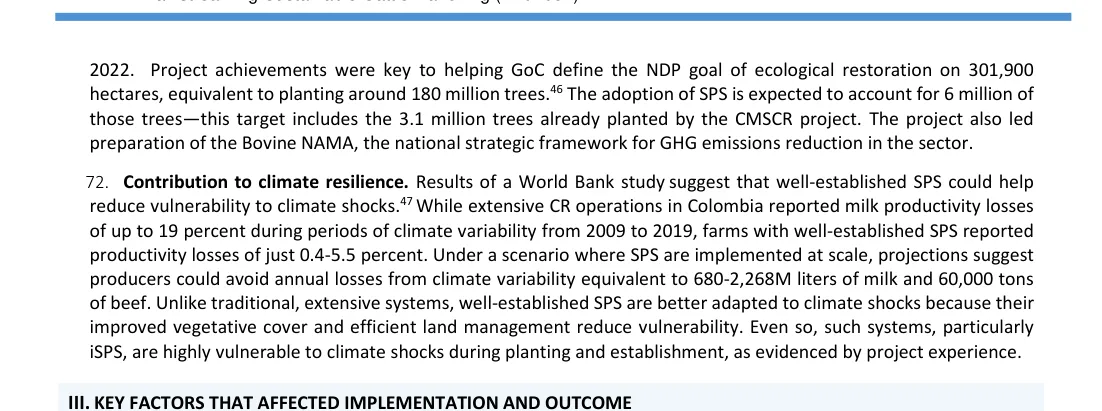 2022. Project achievements were key to helping GoC define the NDP goal of ecological restoration on 301,900
hectares, equivalent to planting around 180 million trees.46 The adoption of SPS is expected to account for 6 million of
those trees—this target includes the 3.1 million trees already planted by the CMSCR project. The project also led
preparation of the Bovine NAMA, the national strategic framework for GHG emissions reduction in the sector.
72. Contribution to climate resilience. Results of a World Bank study suggest that well-established SPS could help
reduce vulnerability to climate shocks.47 While extensive CR operations in Colombia reported milk productivity losses
of up to 19 percent during periods of climate variability from 2009 to 2019, farms with well-established SPS reported
productivity losses of just 0.4-5.5 percent. Under a scenario where SPS are implemented at scale, projections suggest
producers could avoid annual losses from climate variability equivalent to 680-2,268M liters of milk and 60,000 tons
of beef. Unlike traditional, extensive systems, well-established SPS are better adapted to climate shocks because their
improved vegetative cover and efficient land management reduce vulnerability. Even so, such systems, particularly
iSPS, are highly vulnerable to climate shocks during planting and establishment, as evidenced by project experience.
III. KEY FACTORS THAT AFFECTED IMPLEMENTATION AND OUTCOME